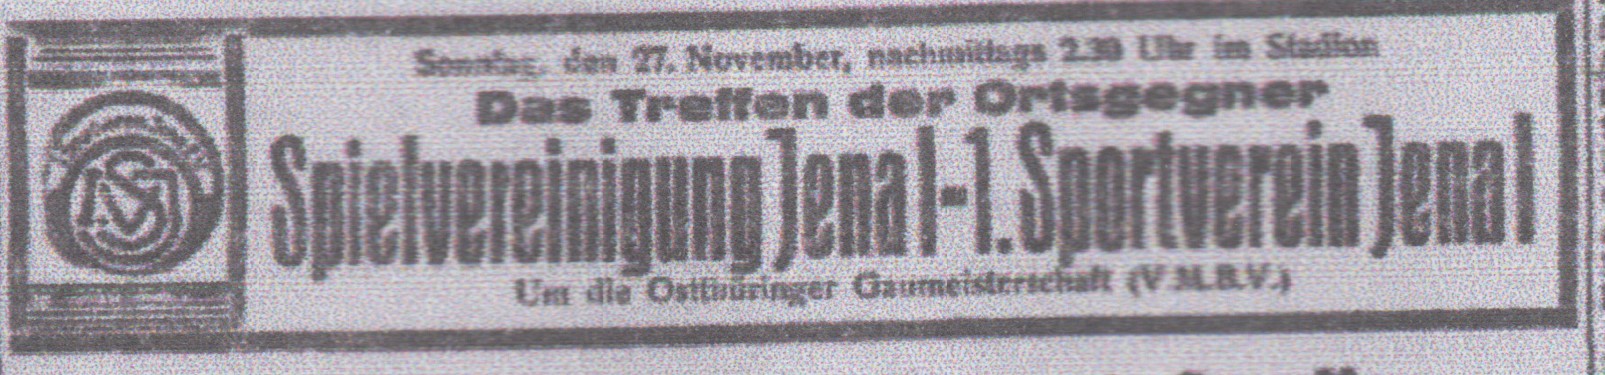 Sonntag, den 27. November, nachmittags 2.30 Uhr im Stadion
Das Treffen der Ortsgegner
Spielvereinigung Jena I - 1. Sportverein Jena I
Um die Ostthüringer Gaumeisterschaft (V.M.B.V.)